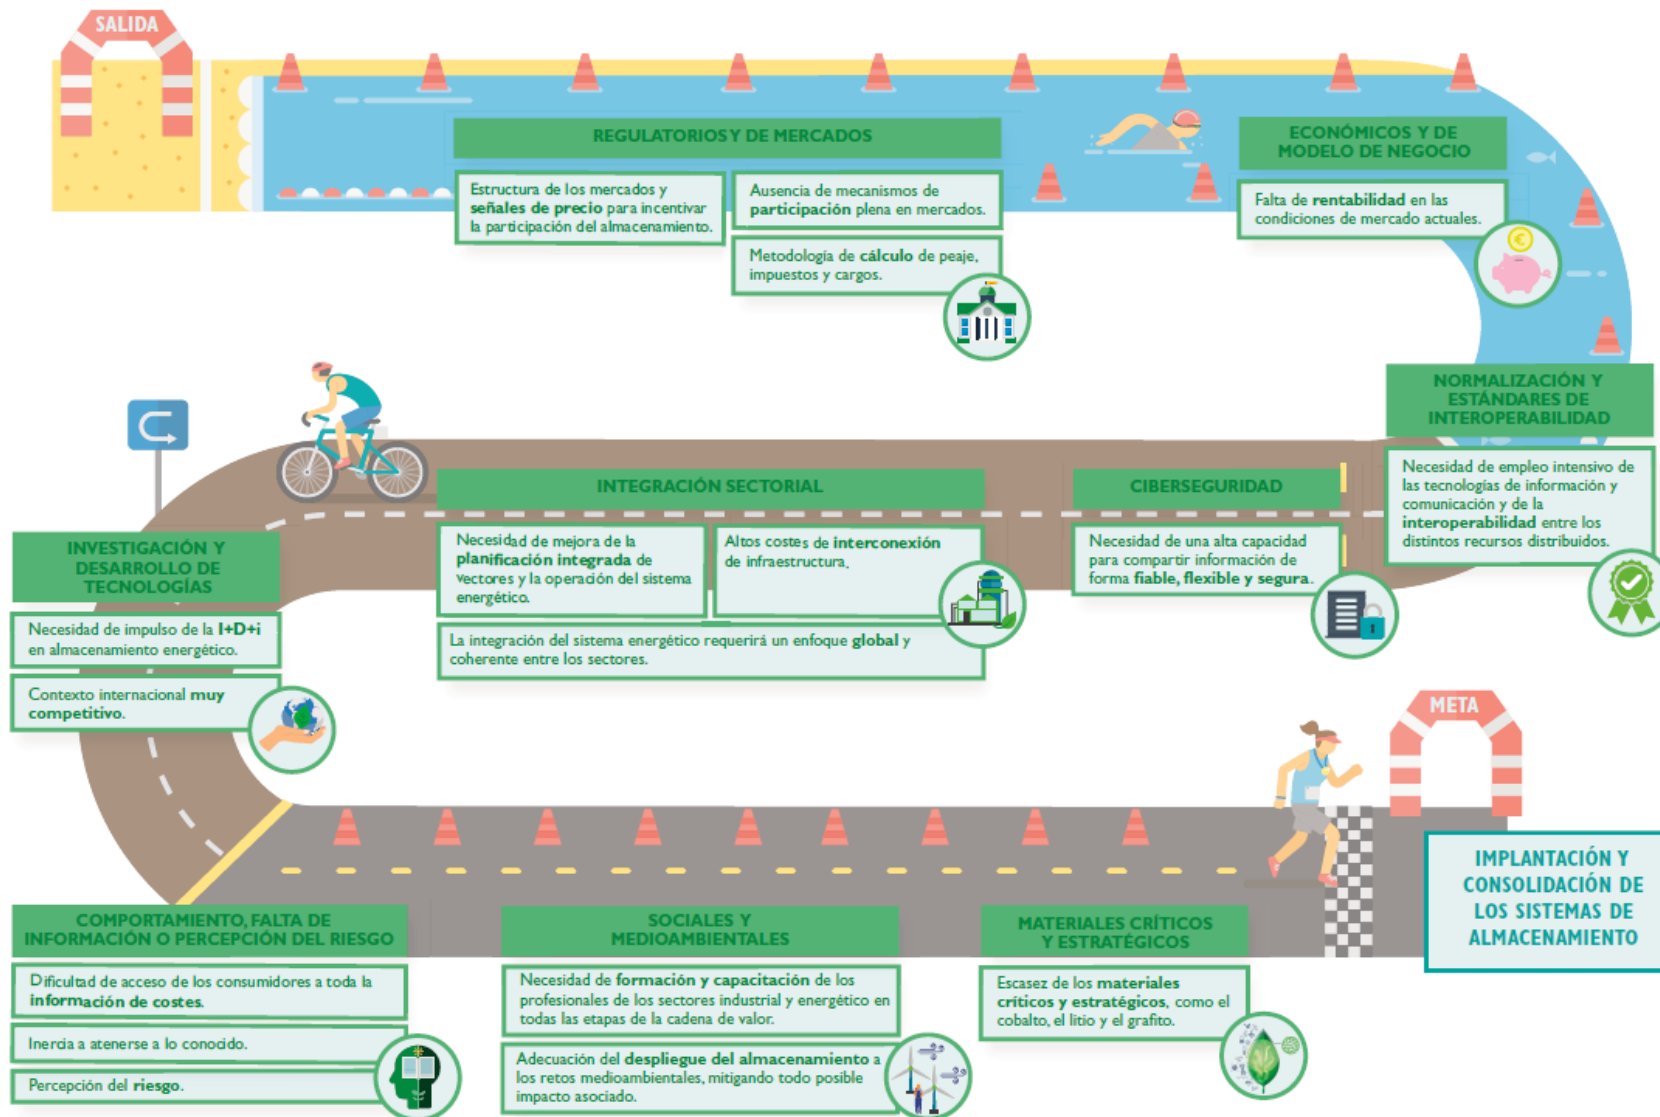 SALIDA
REGULATORIOS Y DE MERCADOS
Estructura de los mercados y
señales de precio para incentivar
la participación del almacenamiento.
Ausencia de mecanismos de
participación plena en mercados.
Metodología de cálculo de peaje,
impuestos y cargos.
ECONÓMICOS Y DE
MODELO DE NEGOCIO
Falta de rentabilidad en las
condiciones de mercado actuales.
NORMALIZACIÓN Y
ESTÁNDARES DE
INTEROPERABILIDAD
Necesidad de empleo intensivo de
las tecnologías de información y
comunicación y de la
interoperabilidad entre los
distintos recursos distribuidos.
CIBERSEGURIDAD
Necesidad de una alta capacidad
para compartir información de
forma fiable, flexible y segura.
INTEGRACIÓN SECTORIAL
Necesidad de mejora de la
planificación integrada de
vectores y la operación del sistema
energético.
Altos costes de interconexión
de infraestructura.
La integración del sistema energético requerirá un enfoque global y
coherente entre los sectores.
INVESTIGACIÓN Y
DESARROLLO DE
TECNOLOGÍAS
Necesidad de impulso de la I+D+i
en almacenamiento energético.
Contexto internacional muy
competitivo.
COMPORTAMIENTO, FALTA DE
INFORMACIÓN O PERCEPCIÓN DEL RIESGO
Dificultad de acceso de los consumidores a toda la
información de costes.
Inercia a atenerse a lo conocido.
Percepción del riesgo.
SOCIALES Y
MEDIOAMBIENTALES
Necesidad de formación y capacitación de los
profesionales de los sectores industrial y energético en
todas las etapas de la cadena de valor.
Adecuación del despliegue del almacenamiento a
los retos medioambientales, mitigando todo posible
impacto asociado.
MATERIALES CRÍTICOS
Y ESTRATÉGICOS
Escasez de los materiales
críticos y estratégicos, como el
cobalto, el litio y el grafito.
META
IMPLANTACIÓN Y
CONSOLIDACIÓN DE
LOS SISTEMAS DE
ALMACENAMIENTO